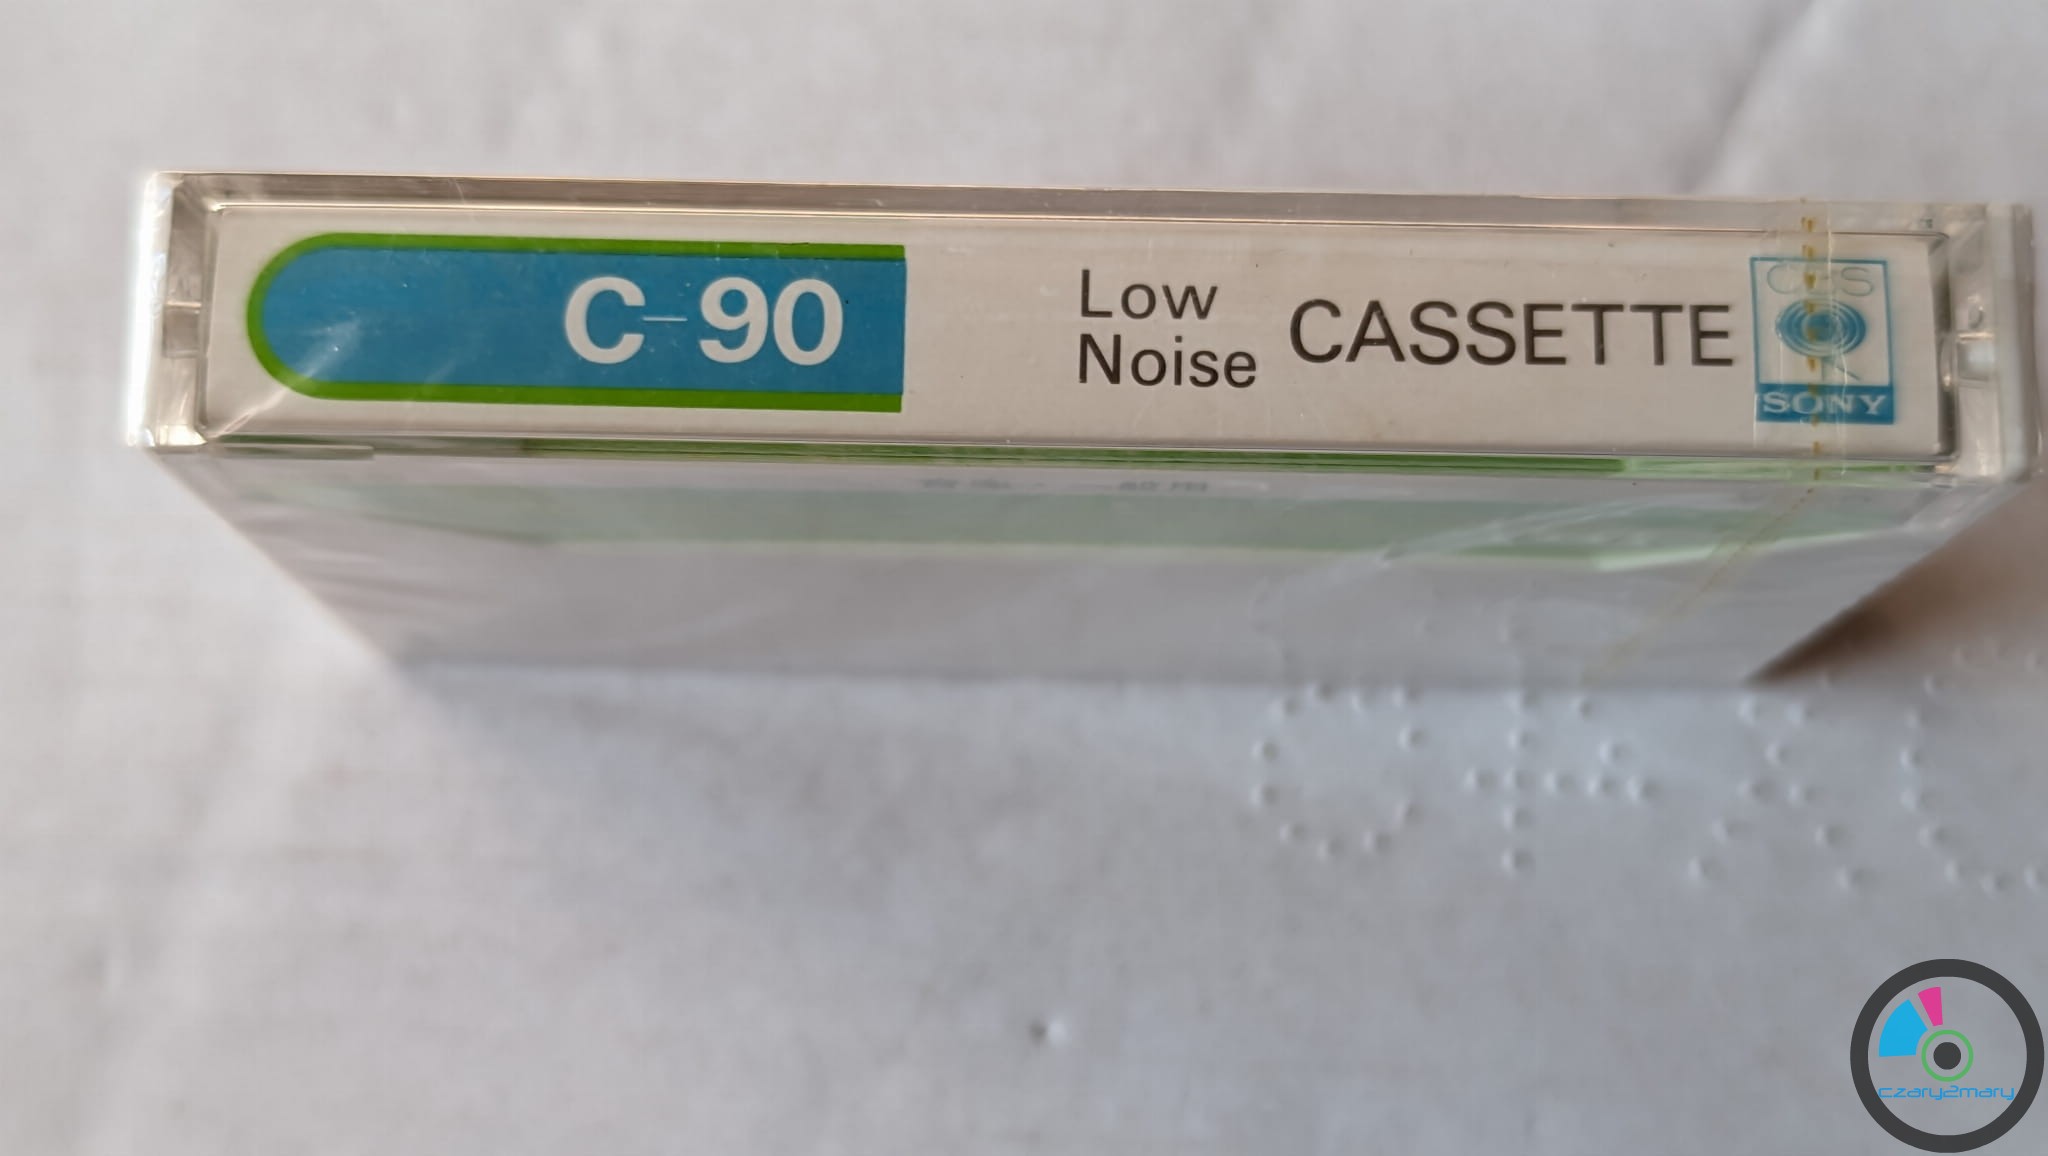 C-90
Low
Noise
CASSETTE
CBS
SONY
czary2mary